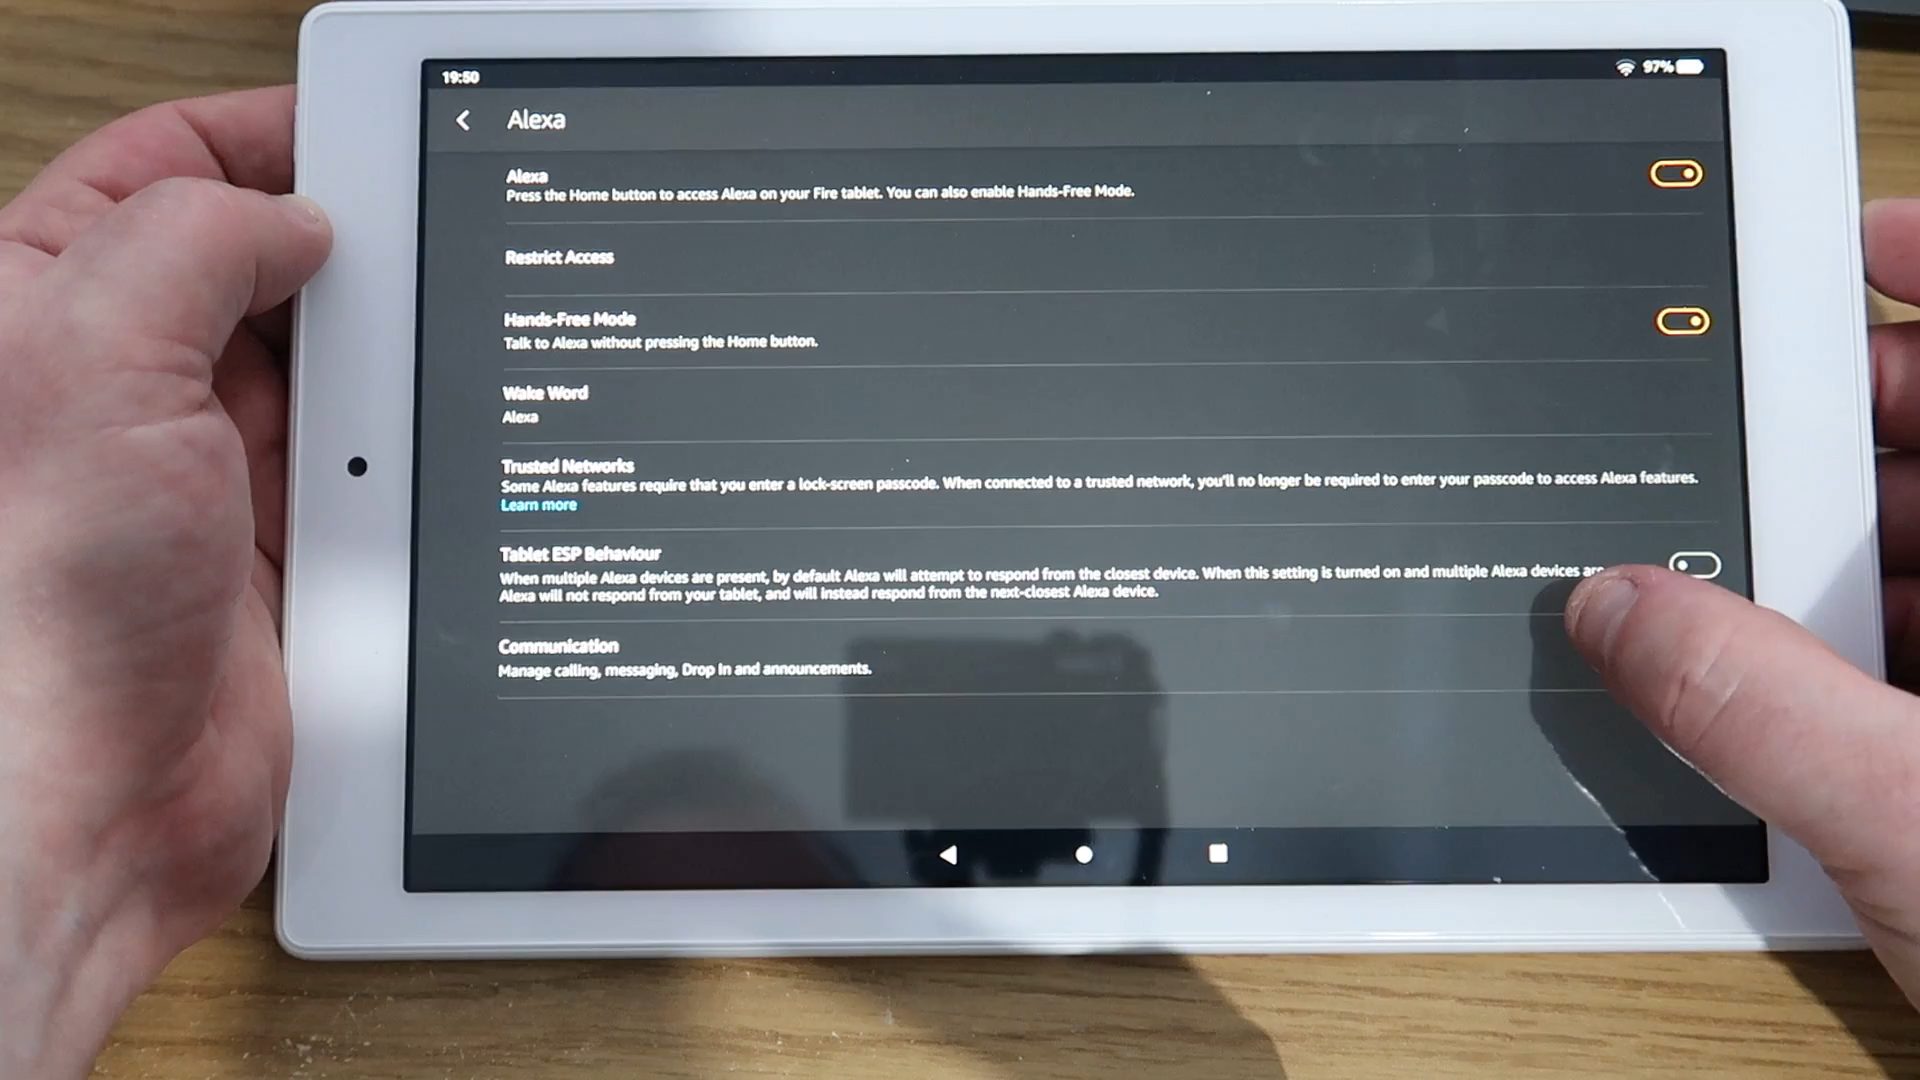 19:50
97%
Alexa
Alexa
Press the Home button to access Alexa on your Fire tablet. You can also enable Hands-Free Mode.
Restrict Access
Hands-Free Mode
Talk to Alexa without pressing the Home button.
Wake Word
Alexa
Trusted Networks
Some Alexa features require that you enter a lock-screen passcode. When connected to a trusted network, you'll no longer be required to enter your passcode to access Alexa features.
Learn more
Tablet ESP Behaviour
When multiple Alexa devices are present, by default Alexa will attempt to respond from the closest device. When this setting is turned on and multiple Alexa devices are
Alexa will not respond from your tablet, and will instead respond from the next-closest Alexa device.
Communication
Manage calling, messaging, Drop In and announcements.